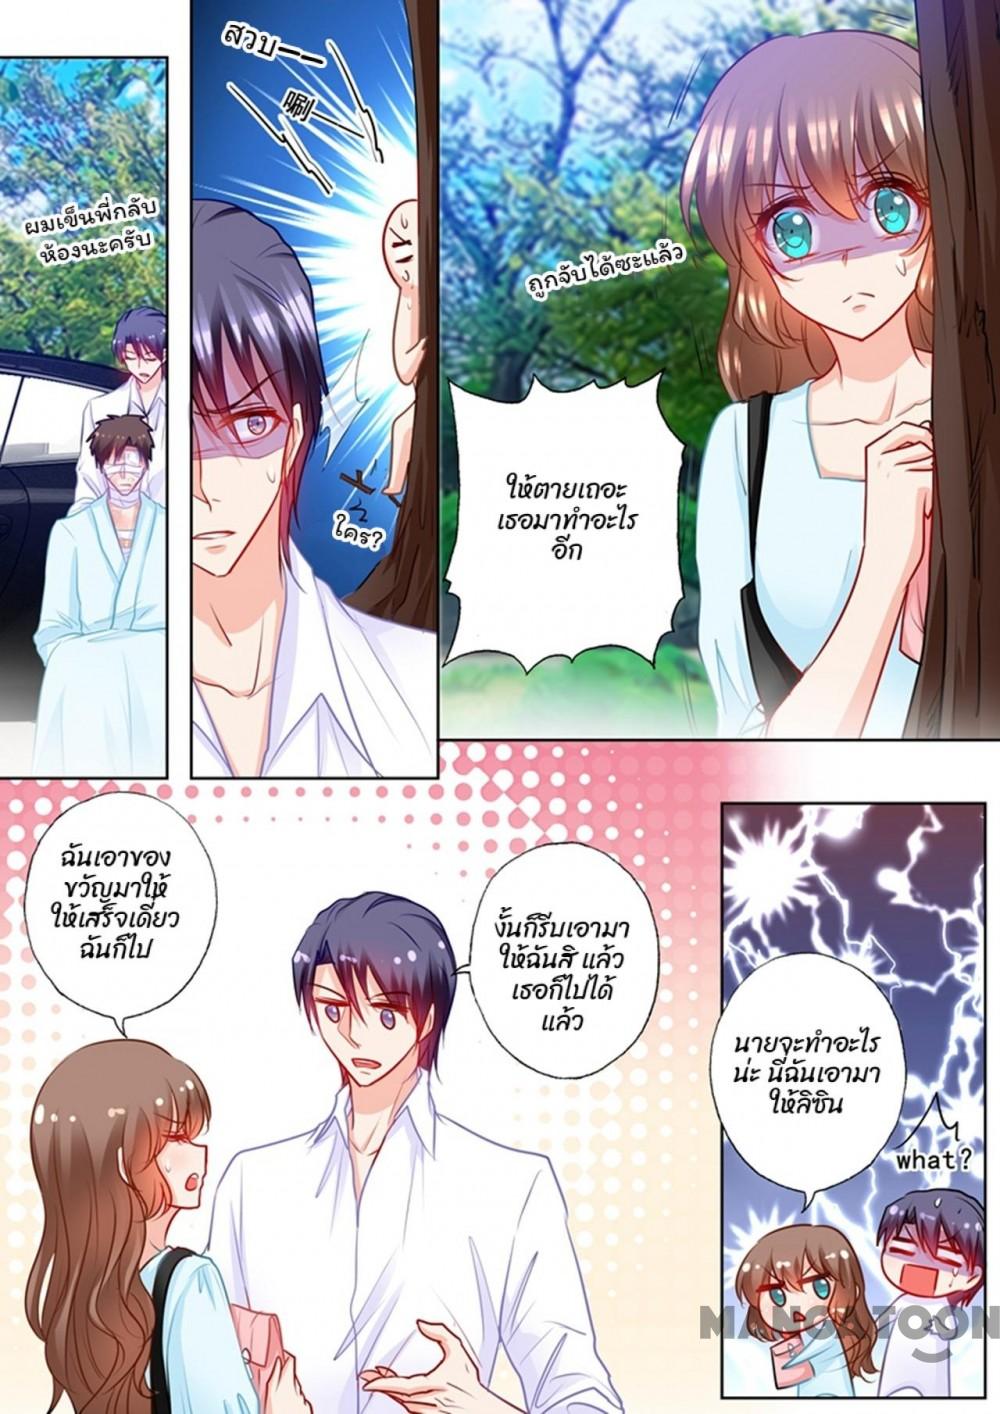 ผมเข็นพี่กลับ
ห้องนะครับ
สวบ——
唰——
ใคร?
ถูกจับได้ซะแล้ว
ให้ตายเถอะ
เธอมาทำอะไร
อีก
ฉันเอาของ
ขวัญมาให้
ให้เสร็จเดี๋ยว
ฉันก็ไป
งั้นก็รีบเอามา
ให้ฉันสิ แล้ว
เธอก็ไปได้
แล้ว
นายจะทำอะไร
น่ะ นี่ฉันเอามา
ให้ลิซิน
what?
MANGATOON